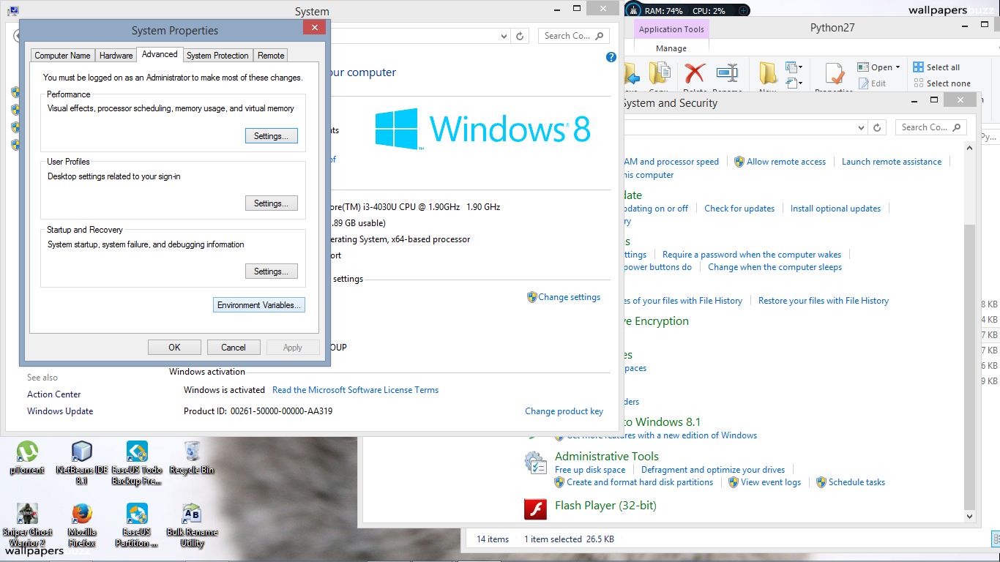 System
Search Co...
System Properties
Computer Name
Hardware
Advanced
System Protection
Remote
You must be logged on as an Administrator to make most of these changes.
Performance
Visual effects, processor scheduling, memory usage, and virtual memory
Settings...
User Profiles
Desktop settings related to your sign-in
Settings...
Startup and Recovery
System startup, system failure, and debugging information
Settings...
Environment Variables...
OK
Cancel
Apply
our computer
Windows 8
ore(TM) i3-4030U CPU @ 1.90GHz 1.90 GHz
.89 GB usable)
erating System, x64-based processor
ort
settings
Change settings
OUP
See also
Action Center
Windows Update
Windows activation
Windows is activated Read the Microsoft Software License Terms
Product ID: 00261-50000-00000-AA319
Change product key
RAM: 74% CPU: 2%
wallpapersbuzz
Application Tools
Manage
Python27
Copy
Delete
Rename
New
Properties
Open
Edit
Select all
Select none
Py...
System and Security
Search Co...
AM and processor speed
Allow remote access
Launch remote assistance
his computer
date
pdating on or off
Check for updates
Install optional updates
ry
s
ttings
Require a password when the computer wakes
power buttons do
Change when the computer sleeps
es of your files with File History
Restore your files with File History
ve Encryption
es
paces
ders
to Windows 8.1
Get more features with a new edition of Windows
Administrative Tools
Free up disk space
Defragment and optimize your drives
Create and format hard disk partitions
View event logs
Schedule tasks
Flash Player (32-bit)
8 KB
4 KB
7 KB
7 KB
6 KB
9 KB
14 items 1 item selected 26.5 KB
µTorrent
NetBeans IDE 8.1
EaseUS Todo Backup Fre...
Recycle Bin
Sniper Ghost Warrior 2
Mozilla Firefox
EaseUS Partition ...
Bulk Rename Utility
wallpapersbuzz